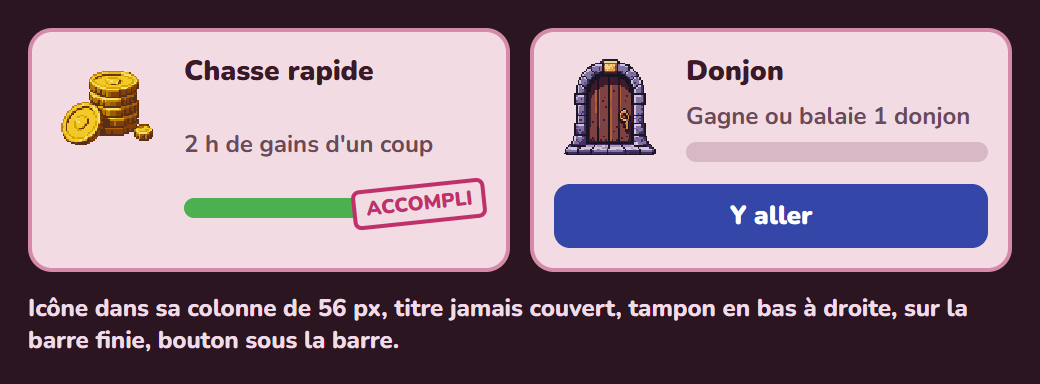 Chasse rapide
2 h de gains d'un coup
ACCOMPLI
Donjon
Gagne ou balaie 1 donjon
Y aller
Icône dans sa colonne de 56 px, titre jamais couvert, tampon en bas à droite, sur la
barre finie, bouton sous la barre.